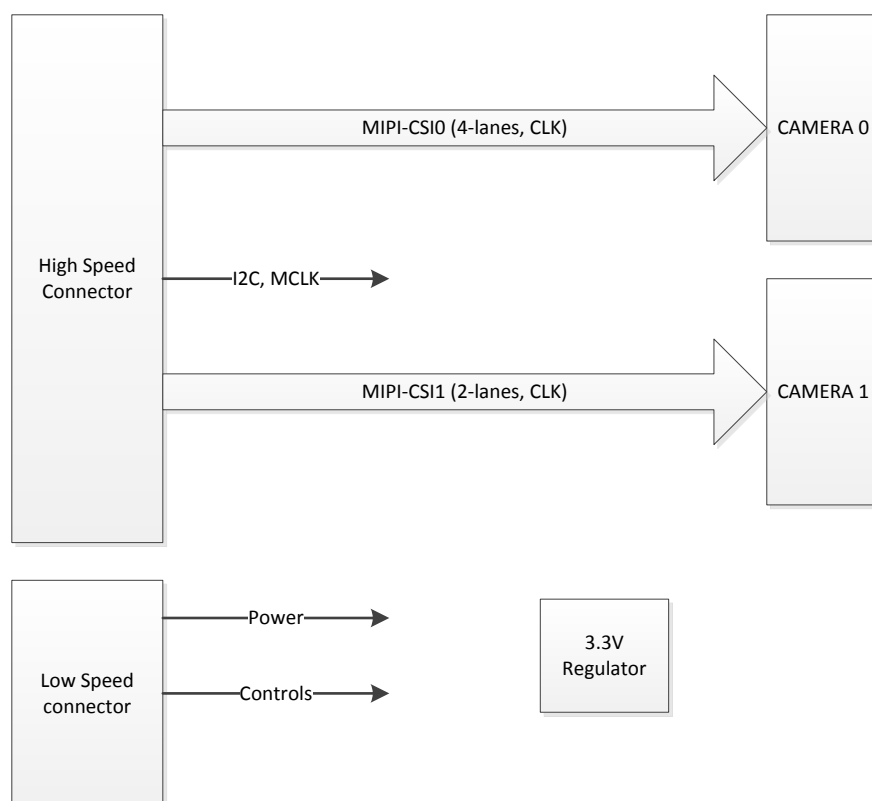 MIPI-CSI0 (4-lanes, CLK)
CAMERA 0
High Speed
Connector
I2C, MCLK
MIPI-CSI1 (2-lanes, CLK)
CAMERA 1
Power
3.3V
Regulator
Low Speed
connector
Controls